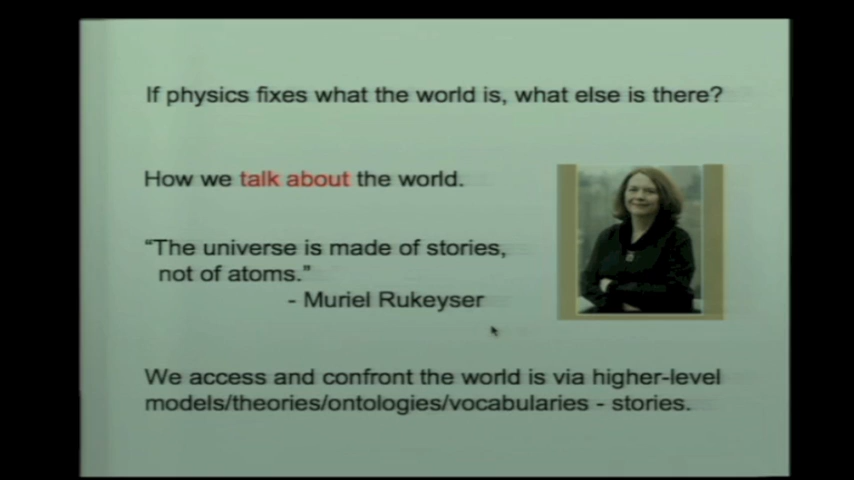 If physics fixes what the world is, what else is there?
How we talk about the world.
“The universe is made of stories,
not of atoms.”
- Muriel Rukeyser
We access and confront the world is via higher-level
models/theories/ontologies/vocabularies - stories.